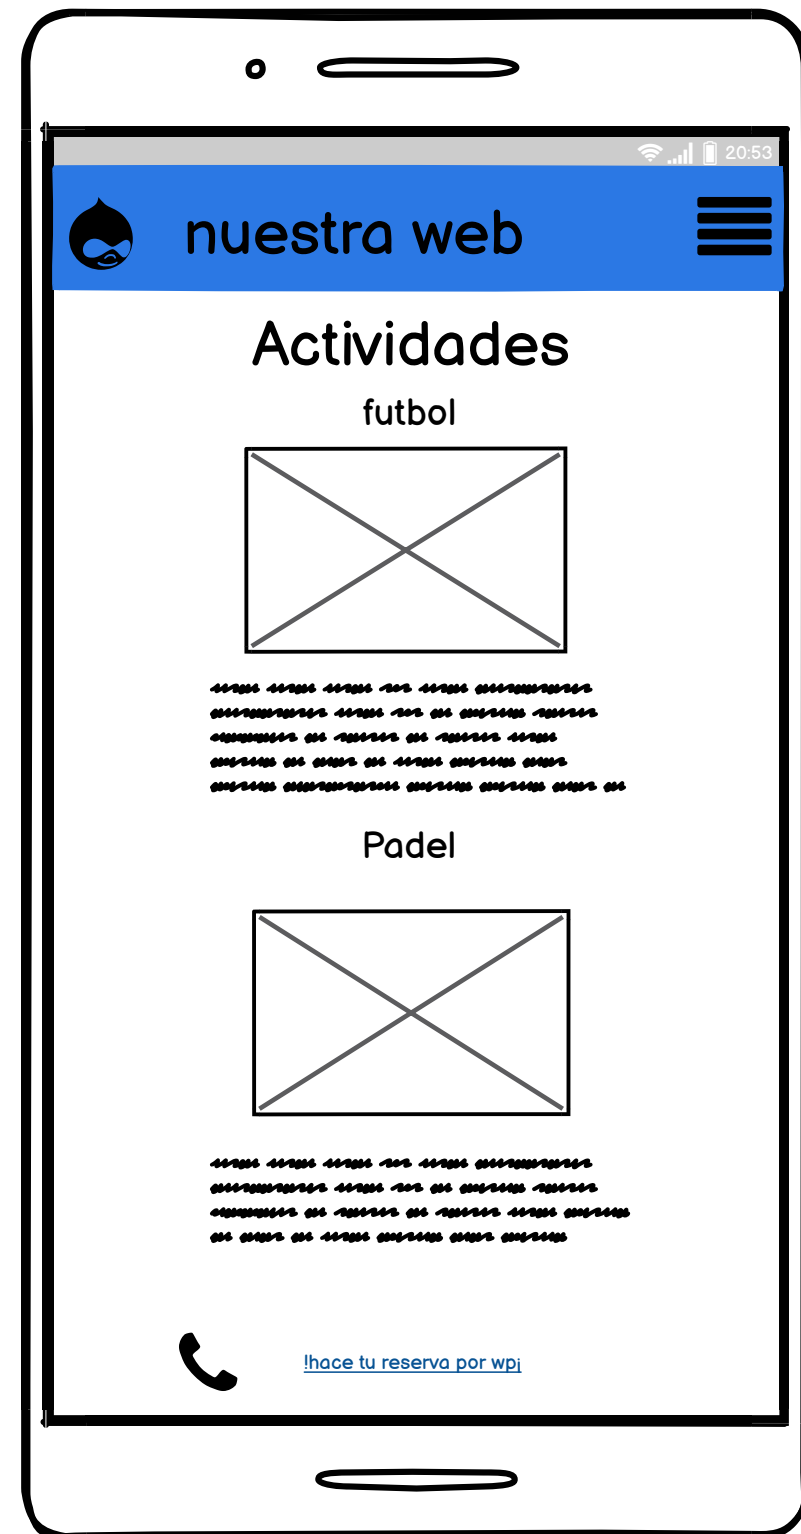 20:53
nuestra web
Actividades
futbol
Padel
!hace tu reserva por wp¡